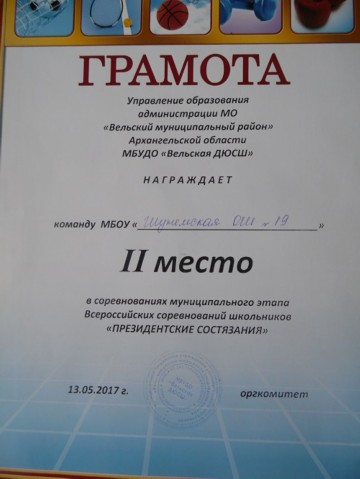 ГРАМОТА
Управление образования
администрации МО
«Вельский муниципальный район»
Архангельской области
МБУДО «Вельская ДЮСШ»
НАГРАЖДАЕТ
команду МБОУ « ОШ № 19 »
II место
в соревнованиях муниципального этапа
Всероссийских соревнований школьников
«ПРЕЗИДЕНТСКИЕ СОСТЯЗАНИЯ»
13.05.2017 г. оргкомитет